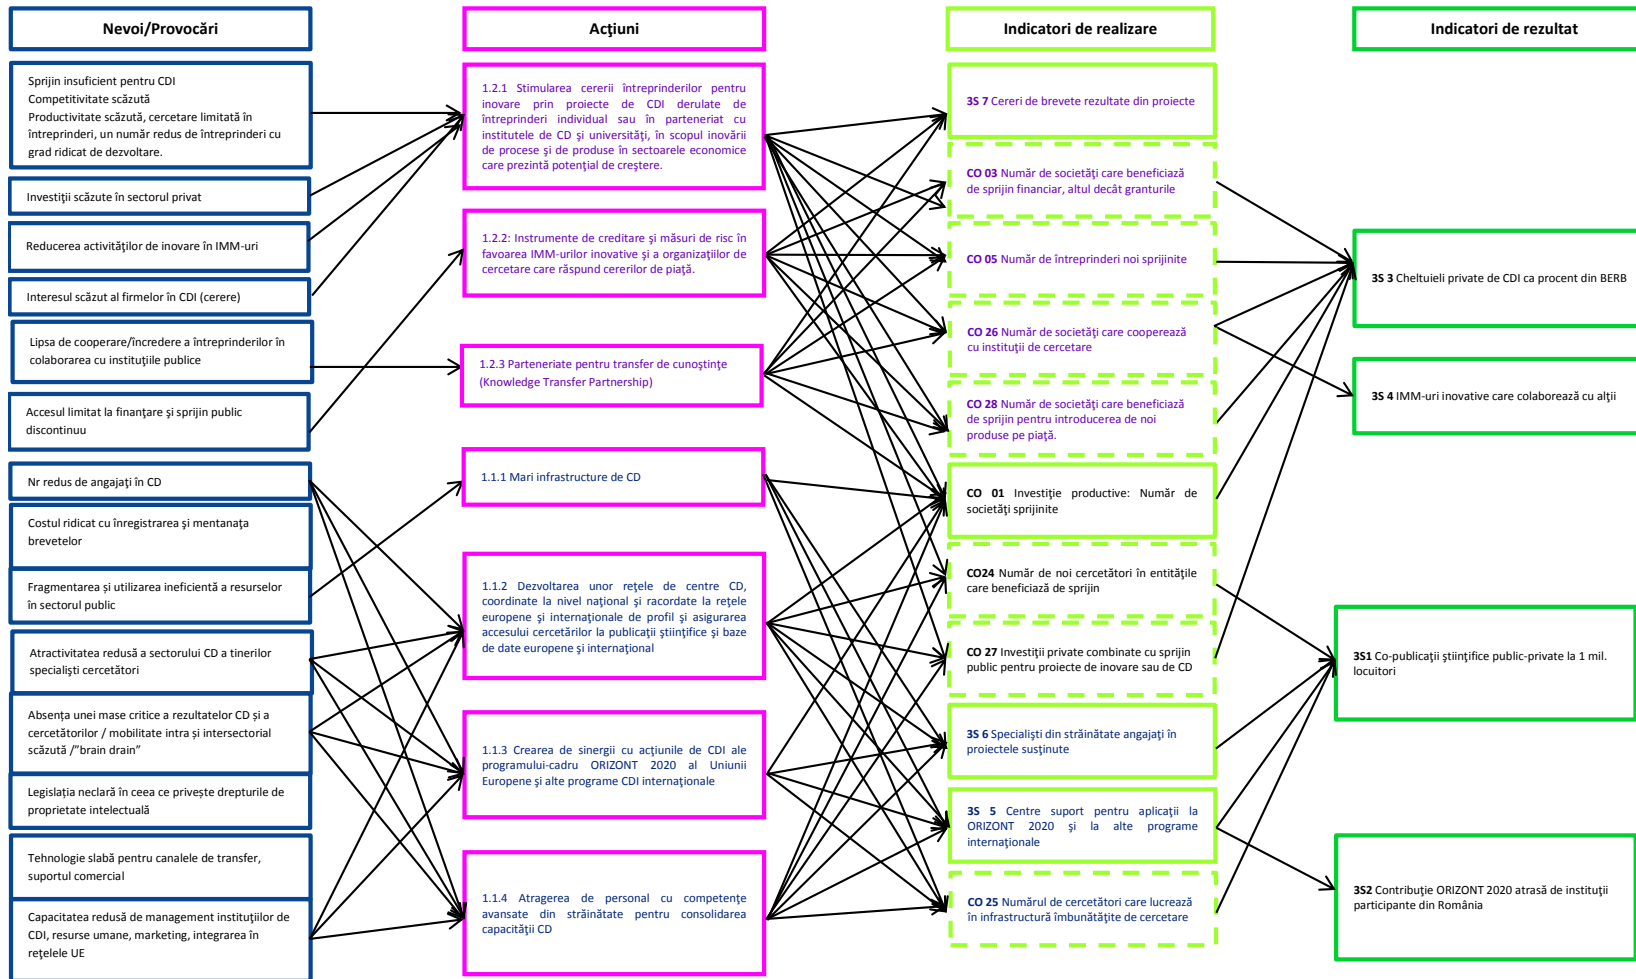 Nevoi/Provocări
Sprijin insuficient pentru CDI
Competitivitate scăzută
Productivitate scăzută, cercetare limitată în
întreprinderi, un număr redus de întreprinderi cu
grad ridicat de dezvoltare.
Investiţii scăzute în sectorul privat
Reducerea activităţilor de inovare în IMM-uri
Interesul scăzut al firmelor în CDI (cerere)
Lipsa de cooperare/încredere a întreprinderilor în
colaborarea cu instituţiile publice
Accesul limitat la finanţare şi sprijin public
discontinuu
Nr redus de angajaţi în CD
Costul ridicat cu înregistrarea şi mentanaţa
brevetelor
Fragmentarea și utilizarea ineficientă a resurselor
în sectorul public
Atractivitatea redusă a sectorului CD a tinerilor
specialişti cercetători
Absența unei mase critice a rezultatelor CD și a
cercetătorilor / mobilitate intra și intersectorial
scăzută /”brain drain”
Legislația neclară în ceea ce privește drepturile de
proprietate intelectuală
Tehnologie slabă pentru canalele de transfer,
suportul comercial
Capacitatea redusă de management instituţiilor de
CDI, resurse umane, marketing, integrarea în
reţelele UE
Acţiuni
1.2.1 Stimularea cererii întreprinderilor pentru
inovare prin proiecte de CDI derulate de
întreprinderi individual sau în parteneriat cu
institutele de CD şi universităţi, în scopul inovării
de procese şi de produse în sectoarele economice
care prezintă potenţial de creştere.
1.2.2: Instrumente de creditare şi măsuri de risc în
favoarea IMM-urilor inovative şi a organizaţiilor de
cercetare care răspund cererilor de piaţă.
1.2.3 Parteneriate pentru transfer de cunoştinţe
(Knowledge Transfer Partnership)
1.1.1 Mari infrastructure de CD
1.1.2 Dezvoltarea unor reţele de centre CD,
coordinate la nivel naţional şi racordate la reţele
europene şi internaţionale de profil şi asigurarea
accesului cercetărilor la publicaţii ştiinţifice şi baze
de date europene şi internaţional
1.1.3 Crearea de sinergii cu acţiunile de CDI ale
programului-cadru ORIZONT 2020 al Uniunii
Europene şi alte programe CDI internaţionale
1.1.4 Atragerea de personal cu competenţe
avansate din străinătate pentru consolidarea
capacităţii CD
Indicatori de realizare
3S 7 Cereri de brevete rezultate din proiecte
CO 03 Număr de societăţi care beneficiază
de sprijin financiar, altul decât granturile
CO 05 Număr de întreprinderi noi sprijinite
CO 26 Număr de societăţi care cooperează
cu instituţii de cercetare
CO 28 Număr de societăţi care beneficiază
de sprijin pentru introducerea de noi
produse pe piaţă.
CO 01 Investiţie productive: Număr de
societăţi sprijinite
CO24 Număr de noi cercetători în entităţile
care beneficiază de sprijin
CO 27 Investiţii private combinate cu sprijin
public pentru proiecte de inovare sau de CD
3S 6 Specialişti din străinătate angajaţi în
proiectele susţinute
3S 5 Centre suport pentru aplicaţii la
ORIZONT 2020 şi la alte programe
internaţionale
CO 25 Numărul de cercetători care lucrează
în infrastructură îmbunătăţite de cercetare
Indicatori de rezultat
3S 3 Cheltuieli private de CDI ca procent din BERB
3S 4 IMM-uri inovative care colaborează cu alţii
3S1 Co-publicaţii ştiinţifice public-private la 1 mil.
locuitori
3S2 Contribuţie ORIZONT 2020 atrasă de instituţii
participante din România